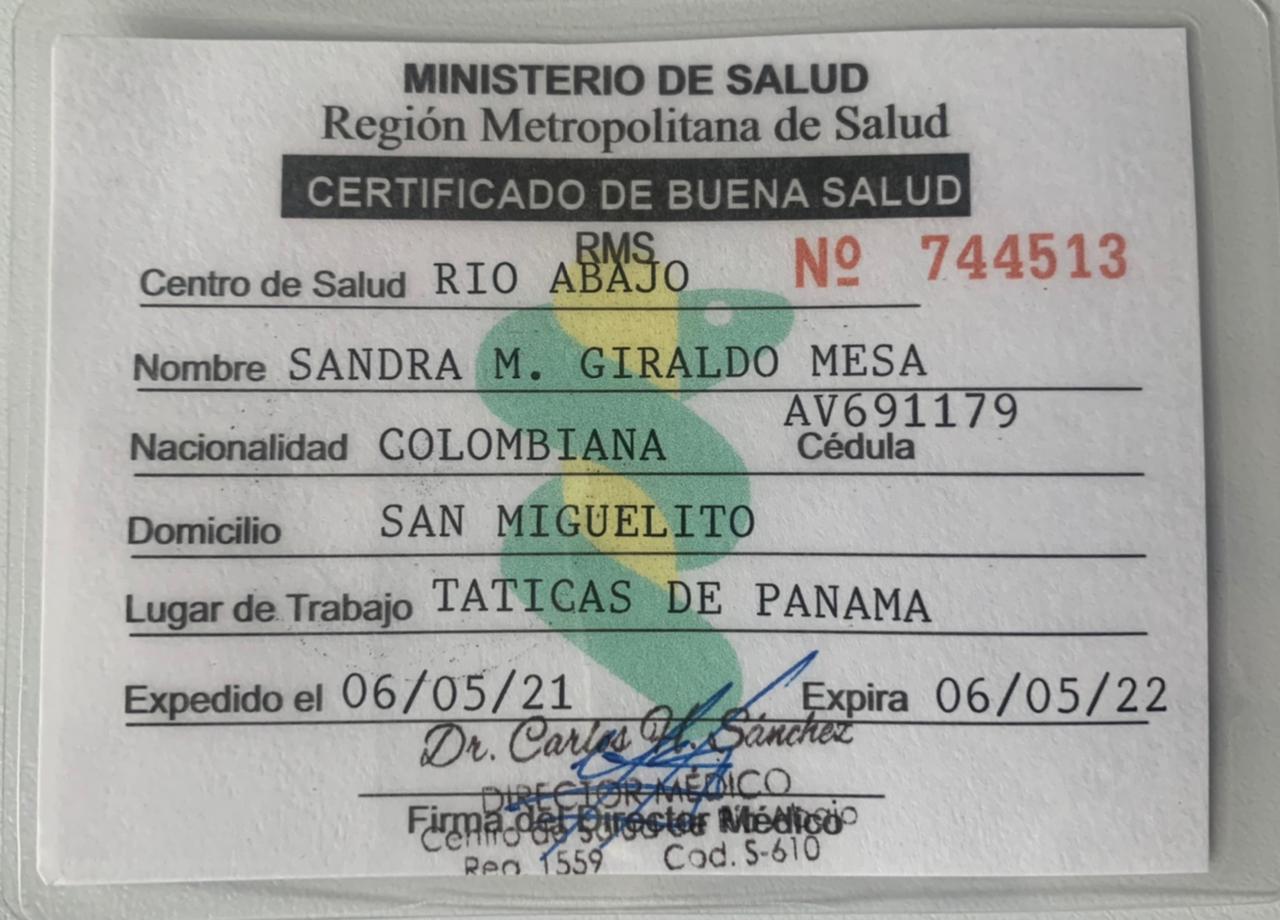 MINISTERIO DE SALUD
Región Metropolitana de Salud
CERTIFICADO DE BUENA SALUD
RMS
Nº 744513
Centro de Salud RIO ABAJO
Nombre SANDRA M. GIRALDO MESA
AV691179
Nacionalidad COLOMBIANA Cédula
Domicilio SAN MIGUELITO
Lugar de Trabajo TATICAS DE PANAMA
Expedido el 06/05/21 Expira 06/05/22
Dr. Carlos H. Sánchez
DIRECTOR MÉDICO
Firma del Director Médico
Centro de Salud de Río Abajo
Reg. 1559 Cod. S-610